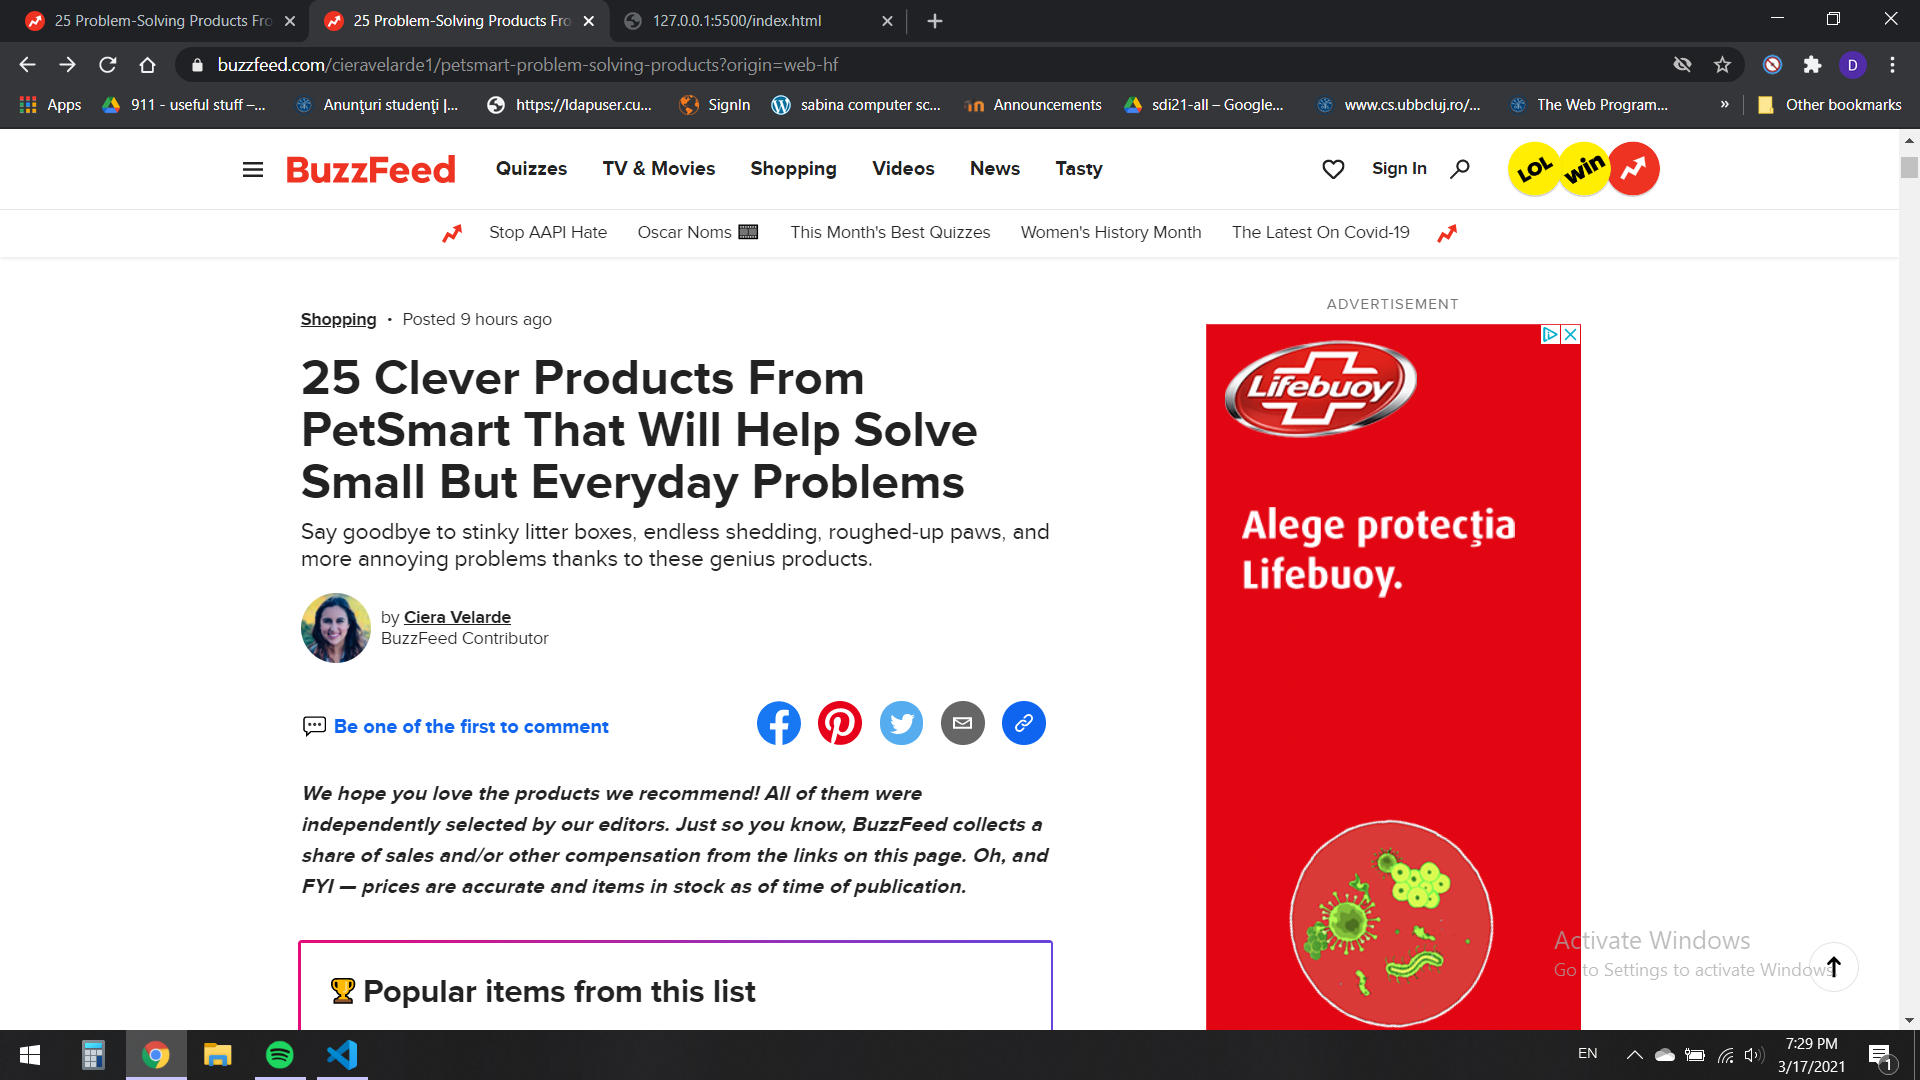 25 Problem-Solving Products Fro
25 Problem-Solving Products Fro
127.0.0.1:5500/index.html
buzzfeed.com/cieravelarde1/petsmart-problem-solving-products?origin=web-hf
D
Apps
911 - useful stuff –...
Anunţuri studenţi |...
https://ldapuser.cu...
SignIn
sabina computer sc...
Announcements
sdi21-all – Google...
www.cs.ubbcluj.ro/...
The Web Program...
»
Other bookmarks
BuzzFeed
Quizzes
TV & Movies
Shopping
Videos
News
Tasty
Sign In
LOL
win
Stop AAPI Hate
Oscar Noms
This Month's Best Quizzes
Women's History Month
The Latest On Covid-19
Shopping • Posted 9 hours ago
25 Clever Products From
PetSmart That Will Help Solve
Small But Everyday Problems
Say goodbye to stinky litter boxes, endless shedding, roughed-up paws, and
more annoying problems thanks to these genius products.
by Ciera Velarde
BuzzFeed Contributor
Be one of the first to comment
We hope you love the products we recommend! All of them were
independently selected by our editors. Just so you know, BuzzFeed collects a
share of sales and/or other compensation from the links on this page. Oh, and
FYI — prices are accurate and items in stock as of time of publication.
Popular items from this list
ADVERTISEMENT
Lifebuoy
Alege protecția
Lifebuoy.
Activate Windows
Go to Settings to activate Windows
EN
7:29 PM
3/17/2021
1